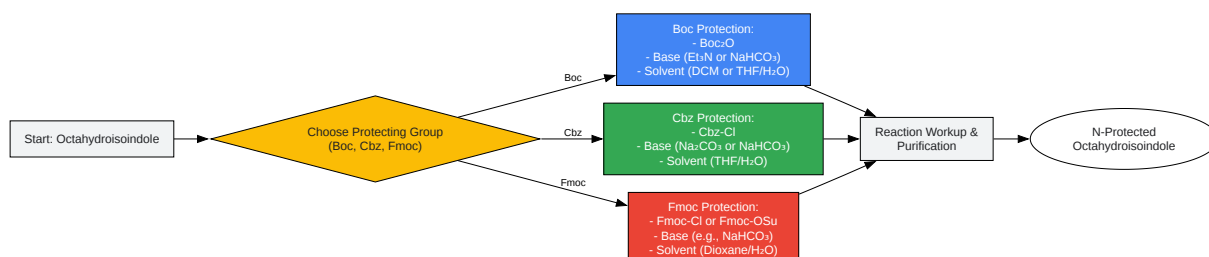 Start: Octahydroisoindole
Choose Protecting Group
(Boc, Cbz, Fmoc)
Boc
Cbz
Fmoc
Boc Protection:
- Boc₂O
- Base (Et₃N or NaHCO₃)
- Solvent (DCM or THF/H₂O)
Cbz Protection:
- Cbz-Cl
- Base (Na₂CO₃ or NaHCO₃)
- Solvent (THF/H₂O)
Fmoc Protection:
- Fmoc-Cl or Fmoc-OSu
- Base (e.g., NaHCO₃)
- Solvent (Dioxane/H₂O)
Reaction Workup &
Purification
N-Protected
Octahydroisoindole